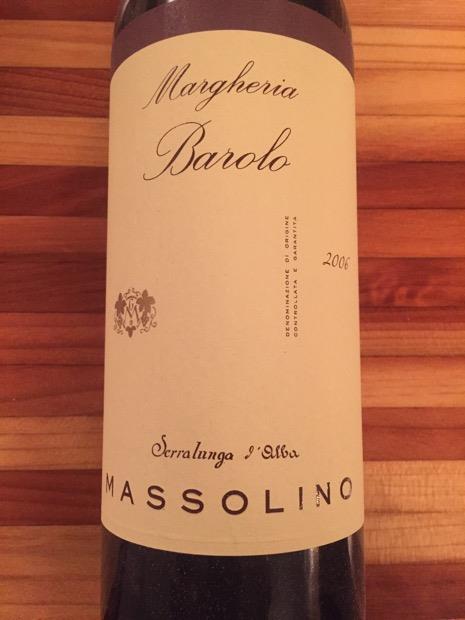 Margheria
Barolo
DENOMINAZIONE DI ORIGINE
CONTROLLATA E GARANTITA
2006
Serralunga d'Alba
MASSOLINO